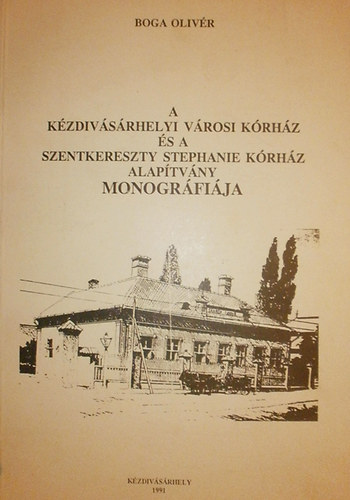 BOGA OLIVÉR
A
KÉZDIVÁSÁRHELYI VÁROSI KÓRHÁZ
ÉS A
SZENTKERESZTY STEPHANIE KÓRHÁZ
ALAPÍTVÁNY
MONOGRÁFIÁJA
KÉZDIVÁSÁRHELY
1991